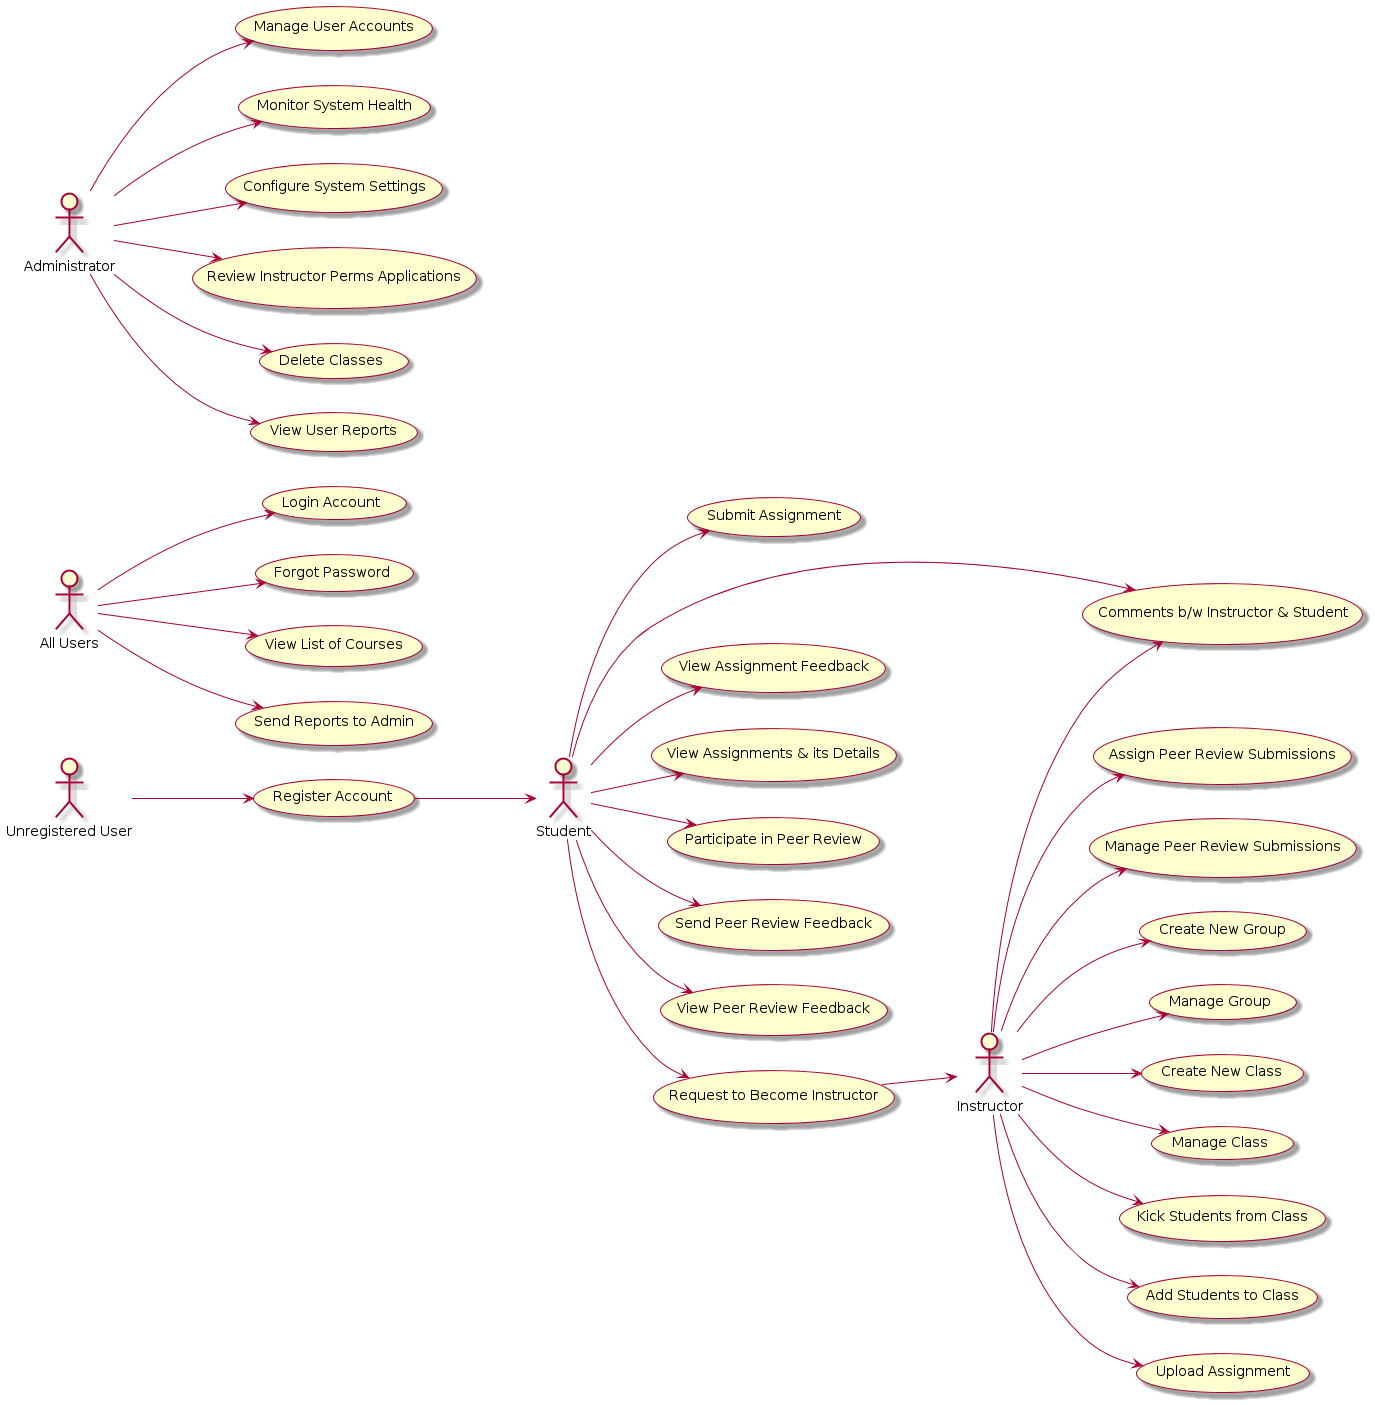 Manage User Accounts
Monitor System Health
Configure System Settings
Administrator
Review Instructor Perms Applications
Delete Classes
View User Reports
Login Account
Forgot Password
All Users
View List of Courses
Send Reports to Admin
Unregistered User
Register Account
Submit Assignment
View Assignment Feedback
View Assignments & its Details
Student
Participate in Peer Review
Send Peer Review Feedback
View Peer Review Feedback
Request to Become Instructor
Comments b/w Instructor & Student
Assign Peer Review Submissions
Manage Peer Review Submissions
Create New Group
Manage Group
Create New Class
Instructor
Manage Class
Kick Students from Class
Add Students to Class
Upload Assignment